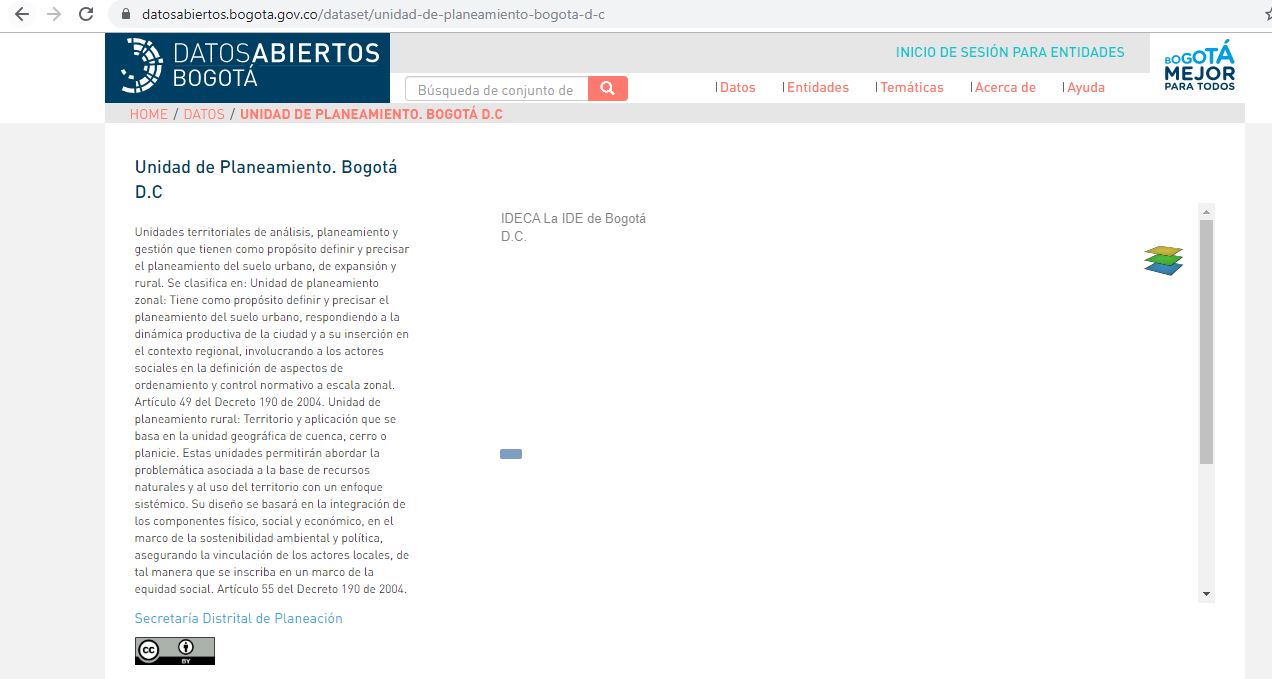 datosabiertos.bogota.gov.co/dataset/unidad-de-planeamiento-bogota-d-c
DATOSABIERTOS
BOGOTÁ
INICIO DE SESIÓN PARA ENTIDADES
BOGOTÁ
MEJOR
PARA TODOS
Búsqueda de conjunto de
Datos
Entidades
Temáticas
Acerca de
Ayuda
HOME / DATOS / UNIDAD DE PLANEAMIENTO. BOGOTÁ D.C
Unidad de Planeamiento. Bogotá
D.C
Unidades territoriales de análisis, planeamiento y
gestión que tienen como propósito definir y precisar
el planeamiento del suelo urbano, de expansión y
rural. Se clasifica en: Unidad de planeamiento
zonal: Tiene como propósito definir y precisar el
planeamiento del suelo urbano, respondiendo a la
dinámica productiva de la ciudad y a su inserción en
el contexto regional, involucrando a los actores
sociales en la definición de aspectos de
ordenamiento y control normativo a escala zonal.
Artículo 49 del Decreto 190 de 2004. Unidad de
planeamiento rural: Territorio y aplicación que se
basa en la unidad geográfica de cuenca, cerro o
planicie. Estas unidades permitirán abordar la
problemática asociada a la base de recursos
naturales y al uso del territorio con un enfoque
sistémico. Su diseño se basará en la integración de
los componentes físico, social y económico, en el
marco de la sostenibilidad ambiental y política,
asegurando la vinculación de los actores locales, de
tal manera que se inscriba en un marco de la
equidad social. Artículo 55 del Decreto 190 de 2004.
Secretaría Distrital de Planeación
cc
BY
IDECA La IDE de Bogotá
D.C.